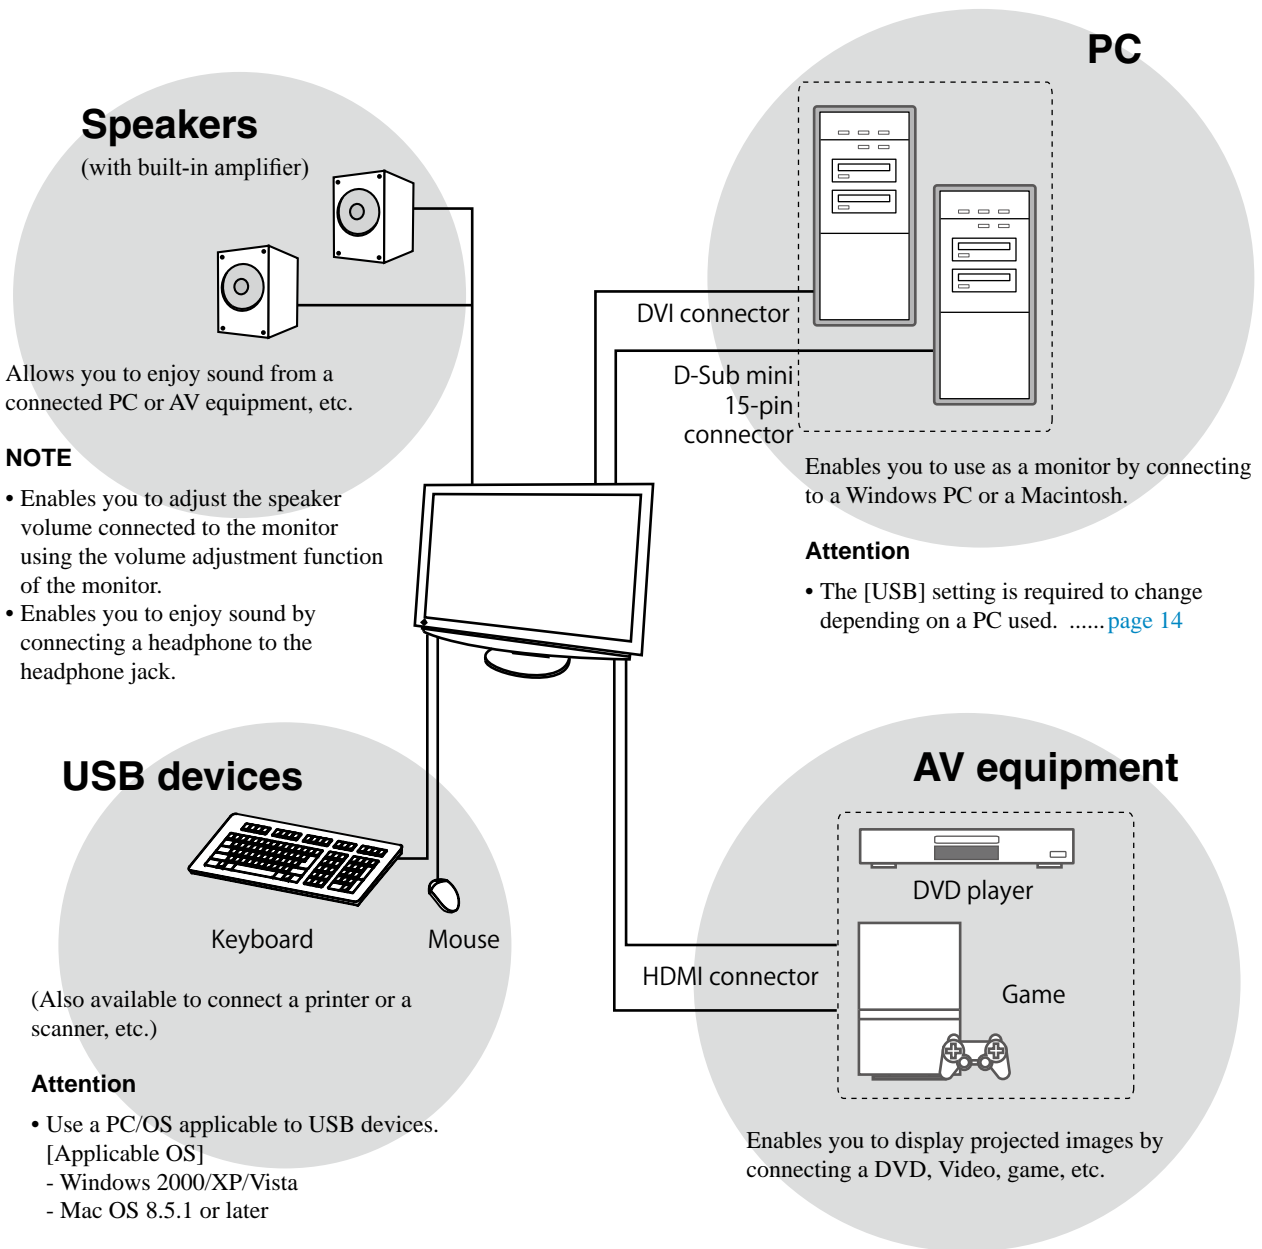 Speakers
(with built-in amplifier)
Allows you to enjoy sound from a
connected PC or AV equipment, etc.
NOTE
• Enables you to adjust the speaker
volume connected to the monitor
using the volume adjustment function
of the monitor.
• Enables you to enjoy sound by
connecting a headphone to the
headphone jack.
PC
DVI connector
D-Sub mini
15-pin
connector
Enables you to use as a monitor by connecting
to a Windows PC or a Macintosh.
Attention
• The [USB] setting is required to change
depending on a PC used. ......page 14
USB devices
Keyboard
Mouse
(Also available to connect a printer or a
scanner, etc.)
Attention
• Use a PC/OS applicable to USB devices.
[Applicable OS]
- Windows 2000/XP/Vista
- Mac OS 8.5.1 or later
AV equipment
DVD player
HDMI connector
Game
Enables you to display projected images by
connecting a DVD, Video, game, etc.